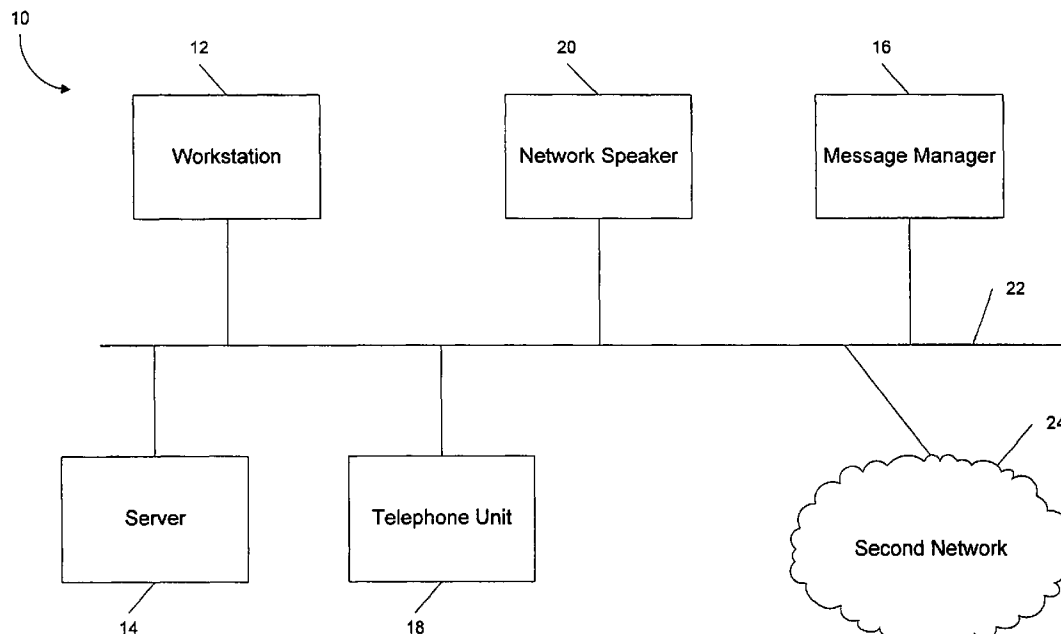 10
12
20
16
Workstation
Network Speaker
Message Manager
22
24
Server
Telephone Unit
Second Network
14
18